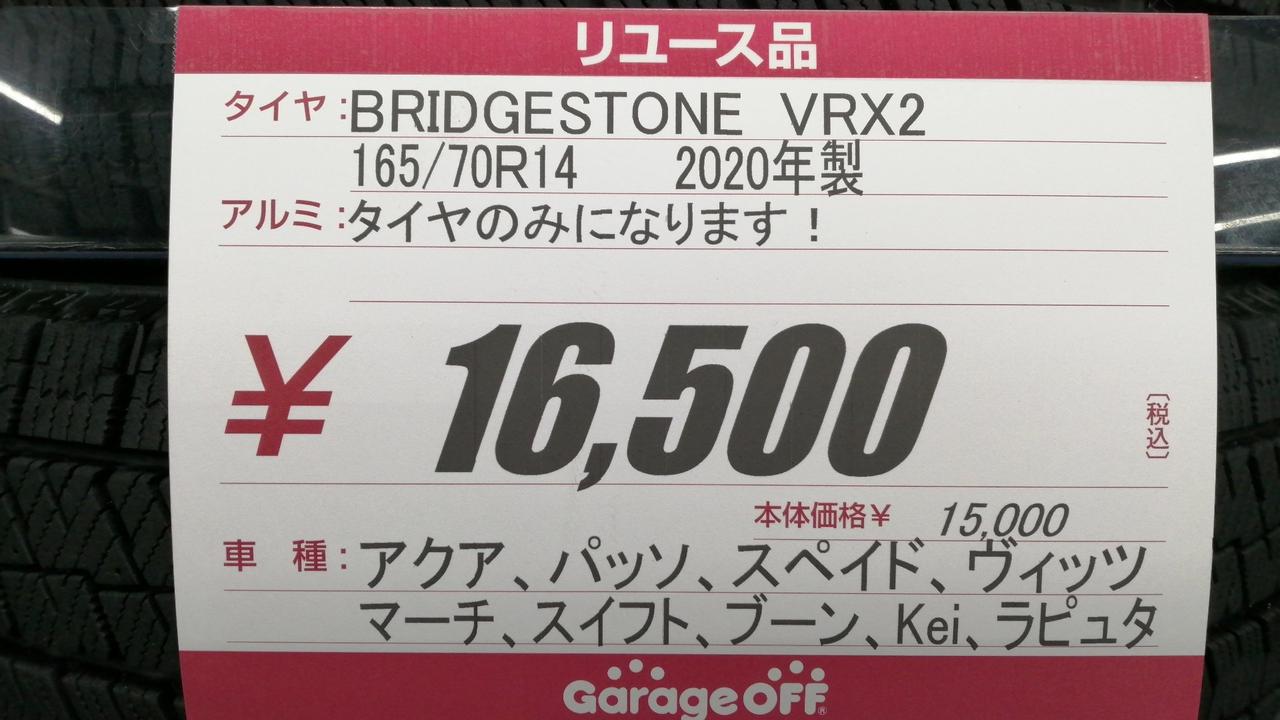 リユース品
タイヤ:BRIDGESTONE VRX2
165/70R14 2020年製
アルミ:タイヤのみになります!
¥16,500
〔税込〕
本体価格¥ 15,000
車 種:アクア、パッソ、スペイド、ヴィッツ
マーチ、スイフト、ブーン、Kei、ラピュタ
GarageOFF®